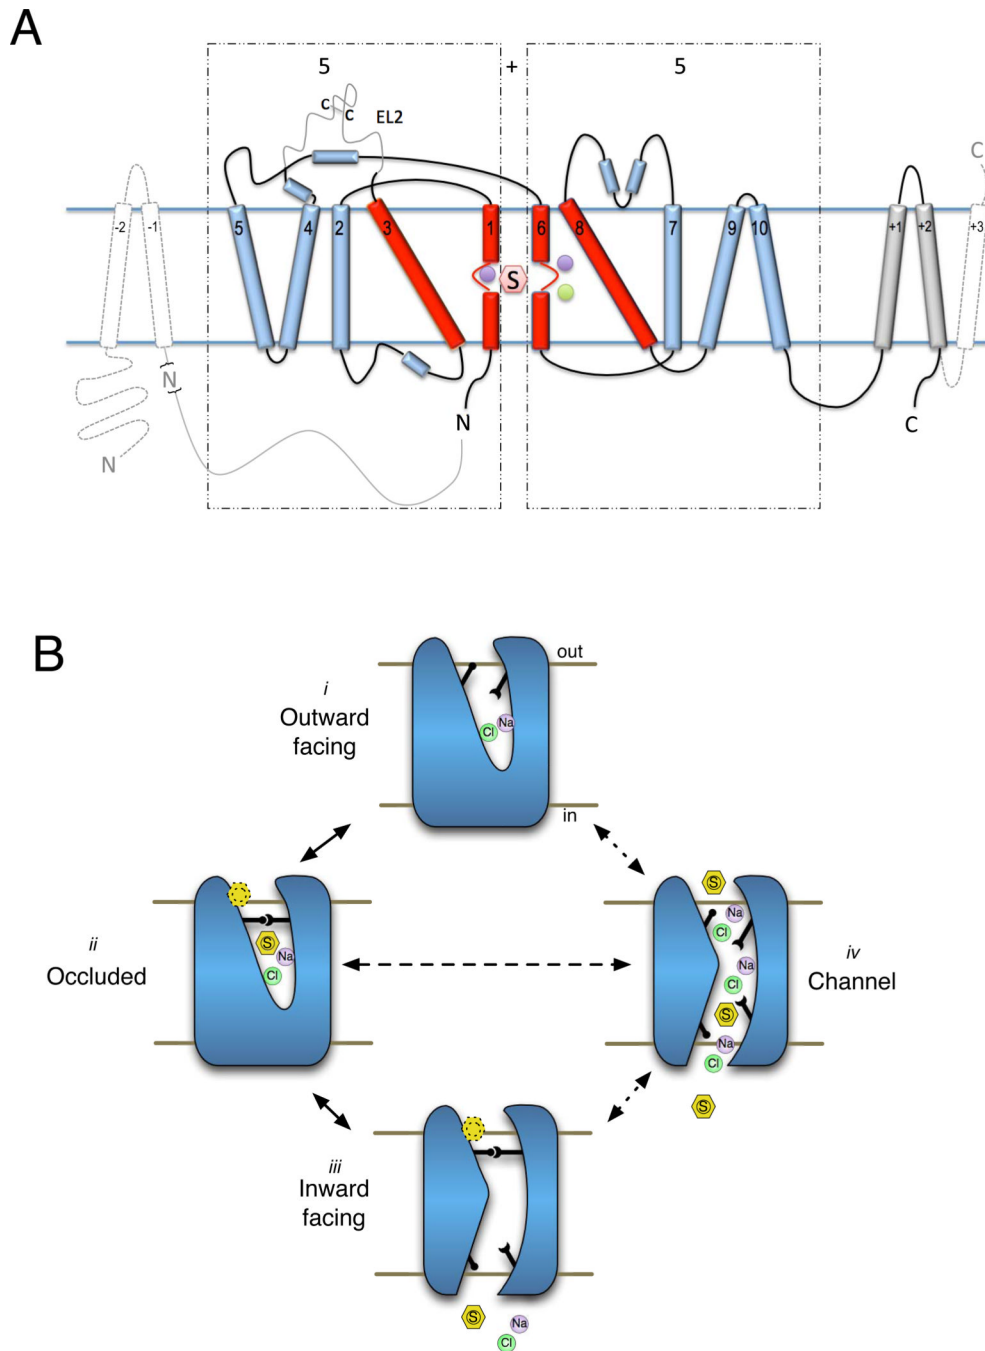 A
5 + 5
C C EL2
C
-2 -1 5 4 2 3 1 6 8 7 9 10 +1 +2 +3
S
N
N C
N
B
out
i
Outward
facing
Cl Na
in
S
Na
Cl
ii
Occluded
S
Na
Cl
iv
Channel
Na
Cl
S
Na
Cl
S
iii
Inward
facing
S
Na
Cl